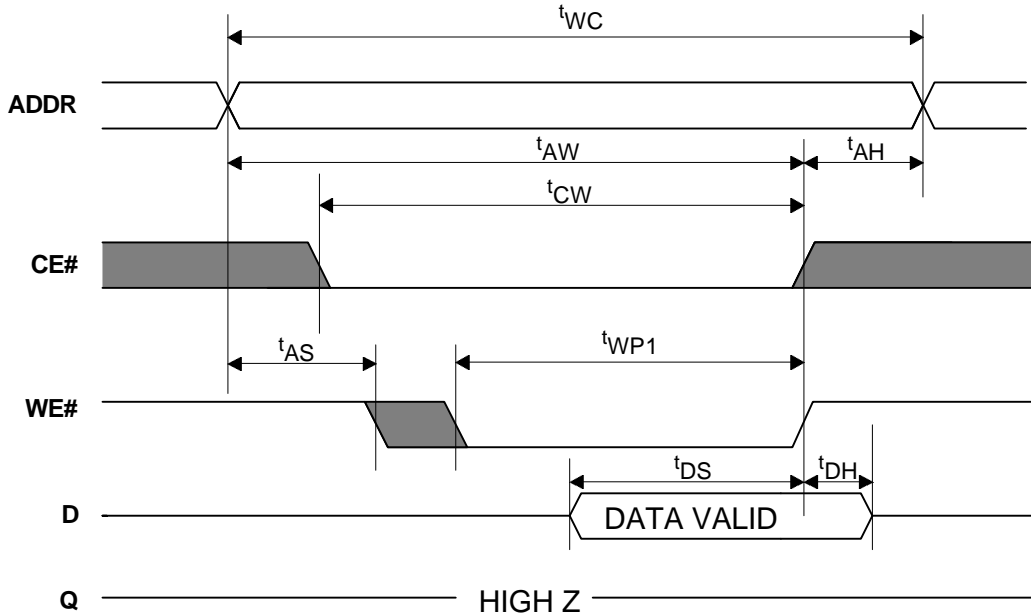 tWC
ADDR
tAW
tAH
tCW
CE#
tAS
tWP1
WE#
tDS
tDH
D
DATA VALID
Q
HIGH Z